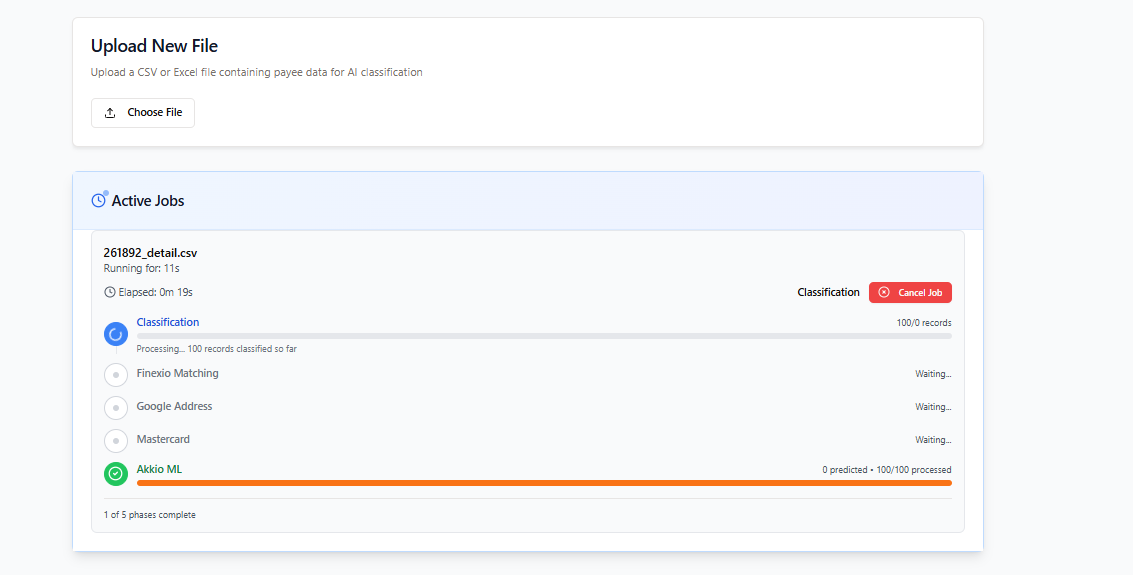 Upload New File
Upload a CSV or Excel file containing payee data for AI classification
Choose File
Active Jobs
261892_detail.csv
Running for: 11s
Elapsed: 0m 19s
Classification
Cancel Job
Classification
100/0 records
Processing... 100 records classified so far
Finexio Matching
Waiting...
Google Address
Waiting...
Mastercard
Waiting...
Akkio ML
0 predicted • 100/100 processed
1 of 5 phases complete